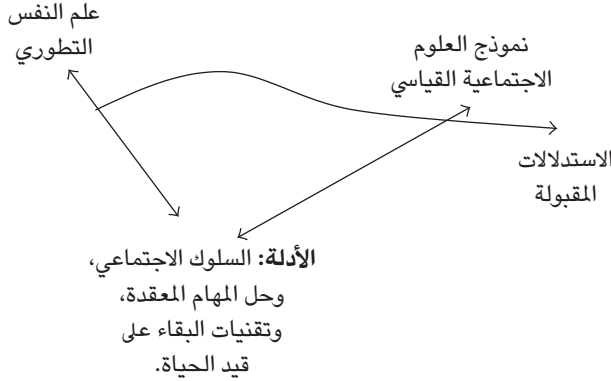 علم النفس
التطوري
نموذج العلوم
الاجتماعية القياسي
الاستدلالات
المقبولة
الأدلة: السلوك الاجتماعي،
وحل المهام المعقدة،
وتقنيات البقاء على
قيد الحياة.